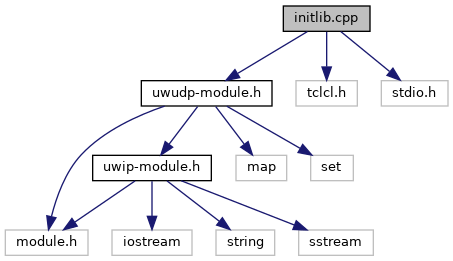 initlib.cpp
uwudp-module.h
tclcl.h
stdio.h
uwip-module.h
map
set
module.h
iostream
string
sstream